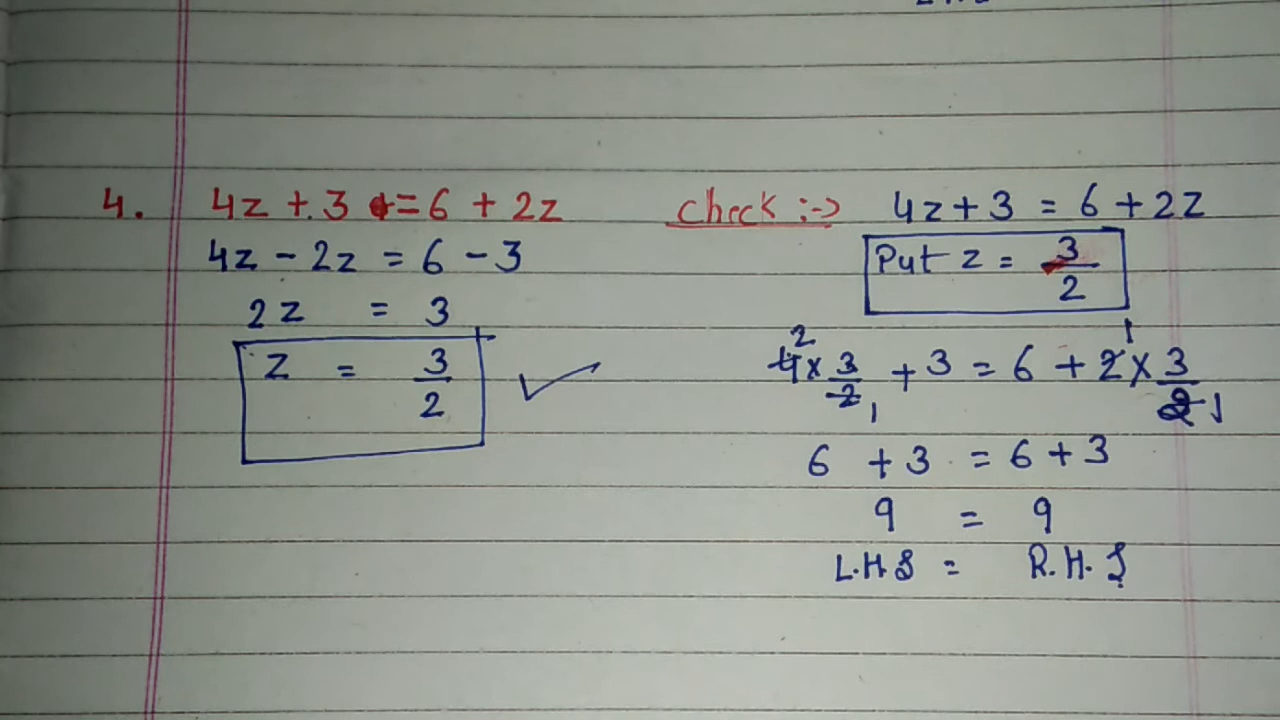 4. 4z + 3 = 6 + 2z
4z - 2z = 6 - 3
2z = 3
z = 3/2 ✓
Check :→ 4z + 3 = 6 + 2z
Put z = 3/2
4 × 3/2 + 3 = 6 + 2 × 3/2
6 + 3 = 6 + 3
9 = 9
L.H.S = R.H.S